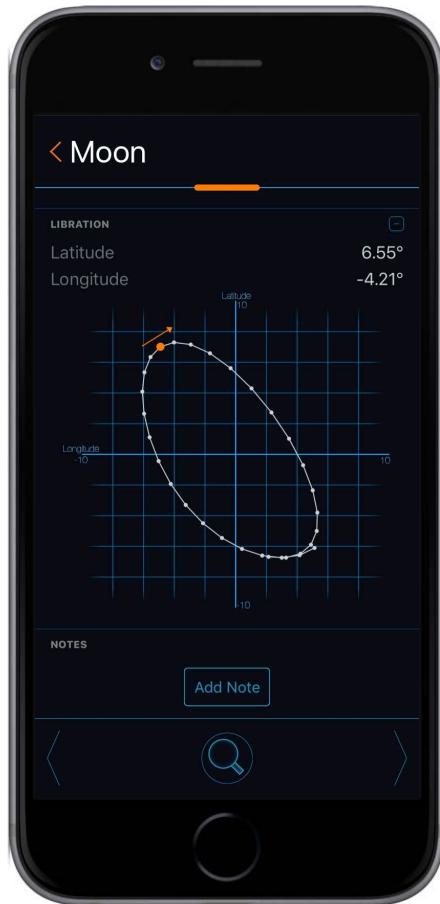 Moon
LIBRATION
Latitude 6.55°
Longitude -4.21°
Latitude
10
Longitude
-10
10
-10
NOTES
Add Note